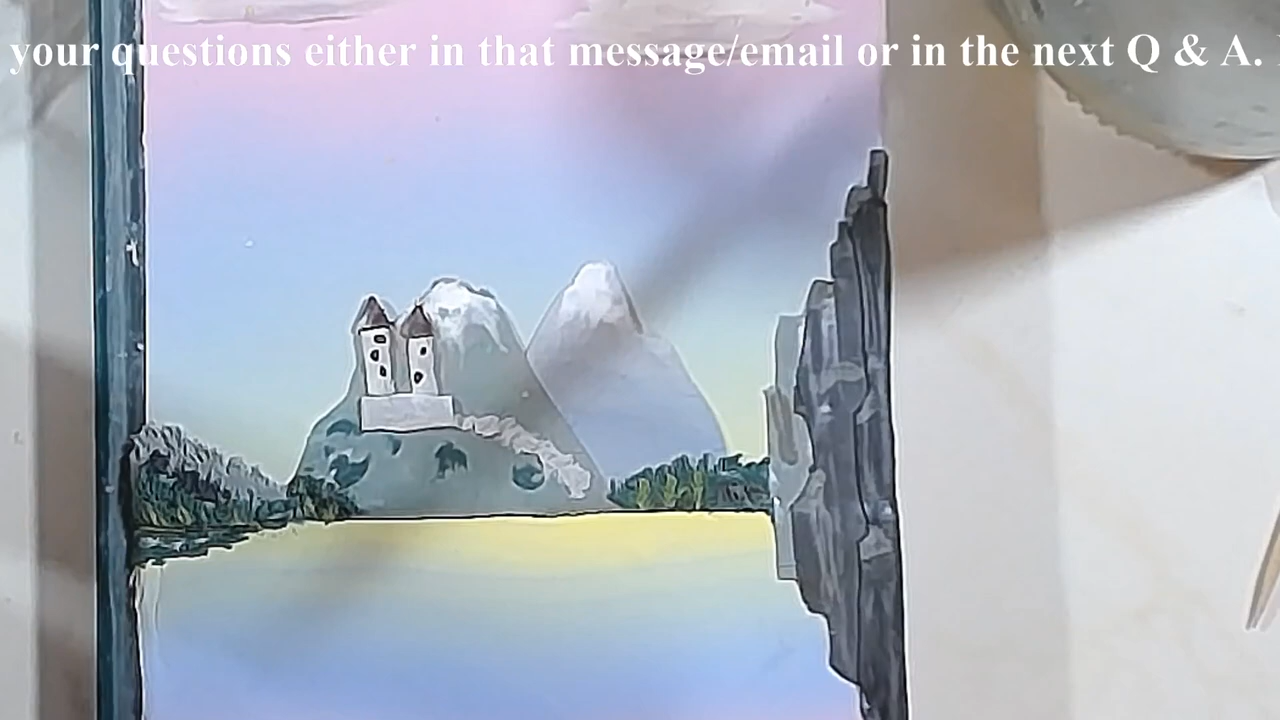 your questions either in that message/email or in the next Q & A.